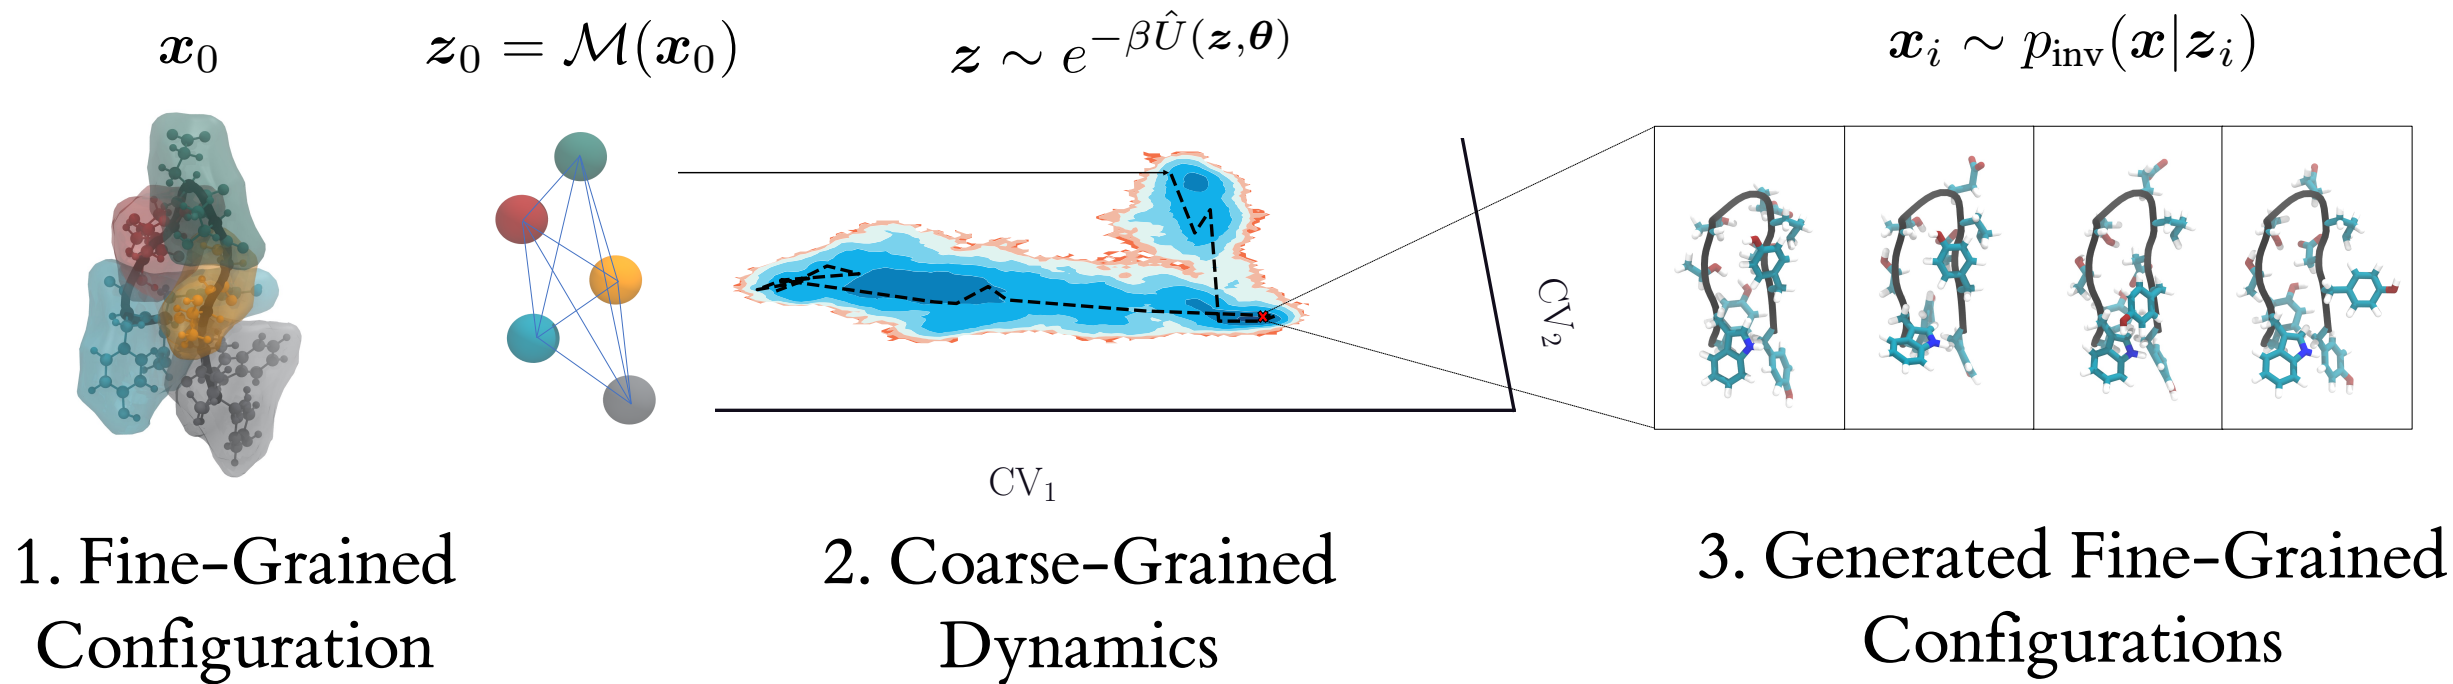 𝒙₀
𝒛₀ = ℳ(𝒙₀)
𝒛 ∼ e^{−βÛ(𝒛,𝜽)}
𝒙ᵢ ∼ p_inv(𝒙|𝒛ᵢ)
CV₂
CV₁
1. Fine-Grained
Configuration
2. Coarse-Grained
Dynamics
3. Generated Fine-Grained
Configurations